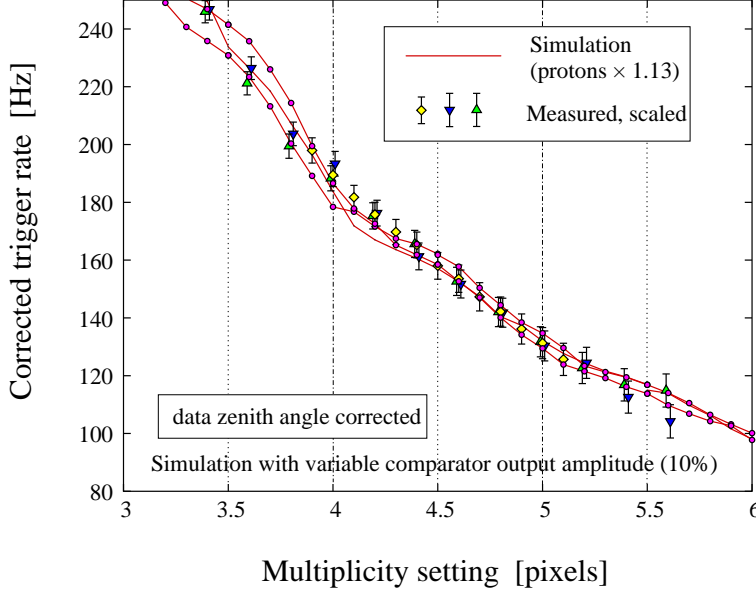 240
220
200
180
160
140
120
100
80
Corrected trigger rate [Hz]
Simulation
(protons × 1.13)
Measured, scaled
data zenith angle corrected
Simulation with variable comparator output amplitude (10%)
3
3.5
4
4.5
5
5.5
6
Multiplicity setting [pixels]